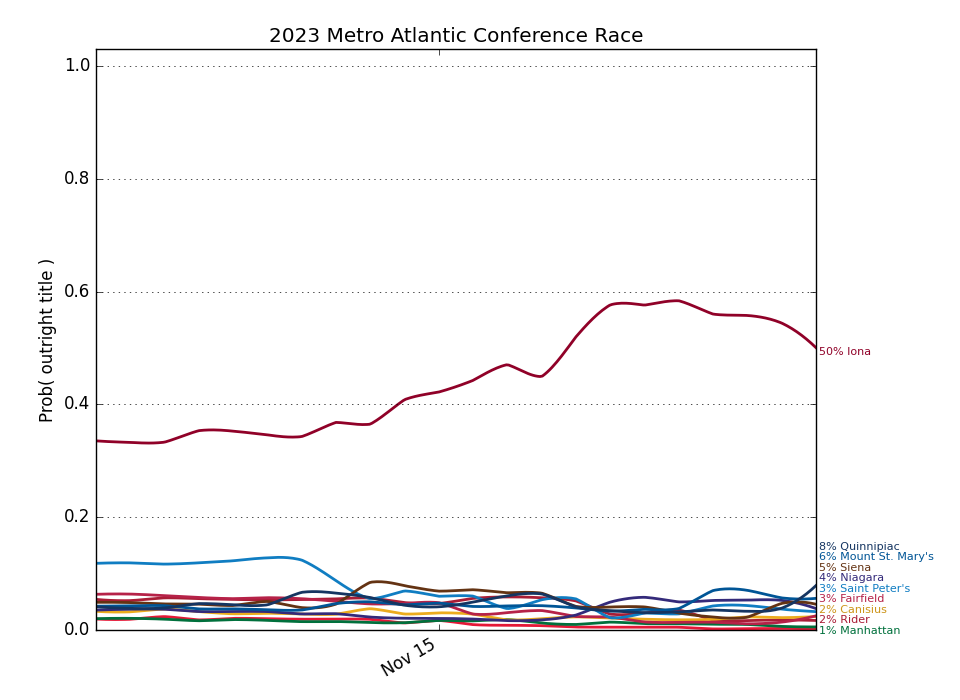 2023 Metro Atlantic Conference Race
1.0
0.8
0.6
0.4
0.2
0.0
Prob( outright title )
Nov 15
50% Iona
8% Quinnipiac
6% Mount St. Mary's
5% Siena
4% Niagara
3% Saint Peter's
3% Fairfield
2% Canisius
2% Rider
1% Manhattan